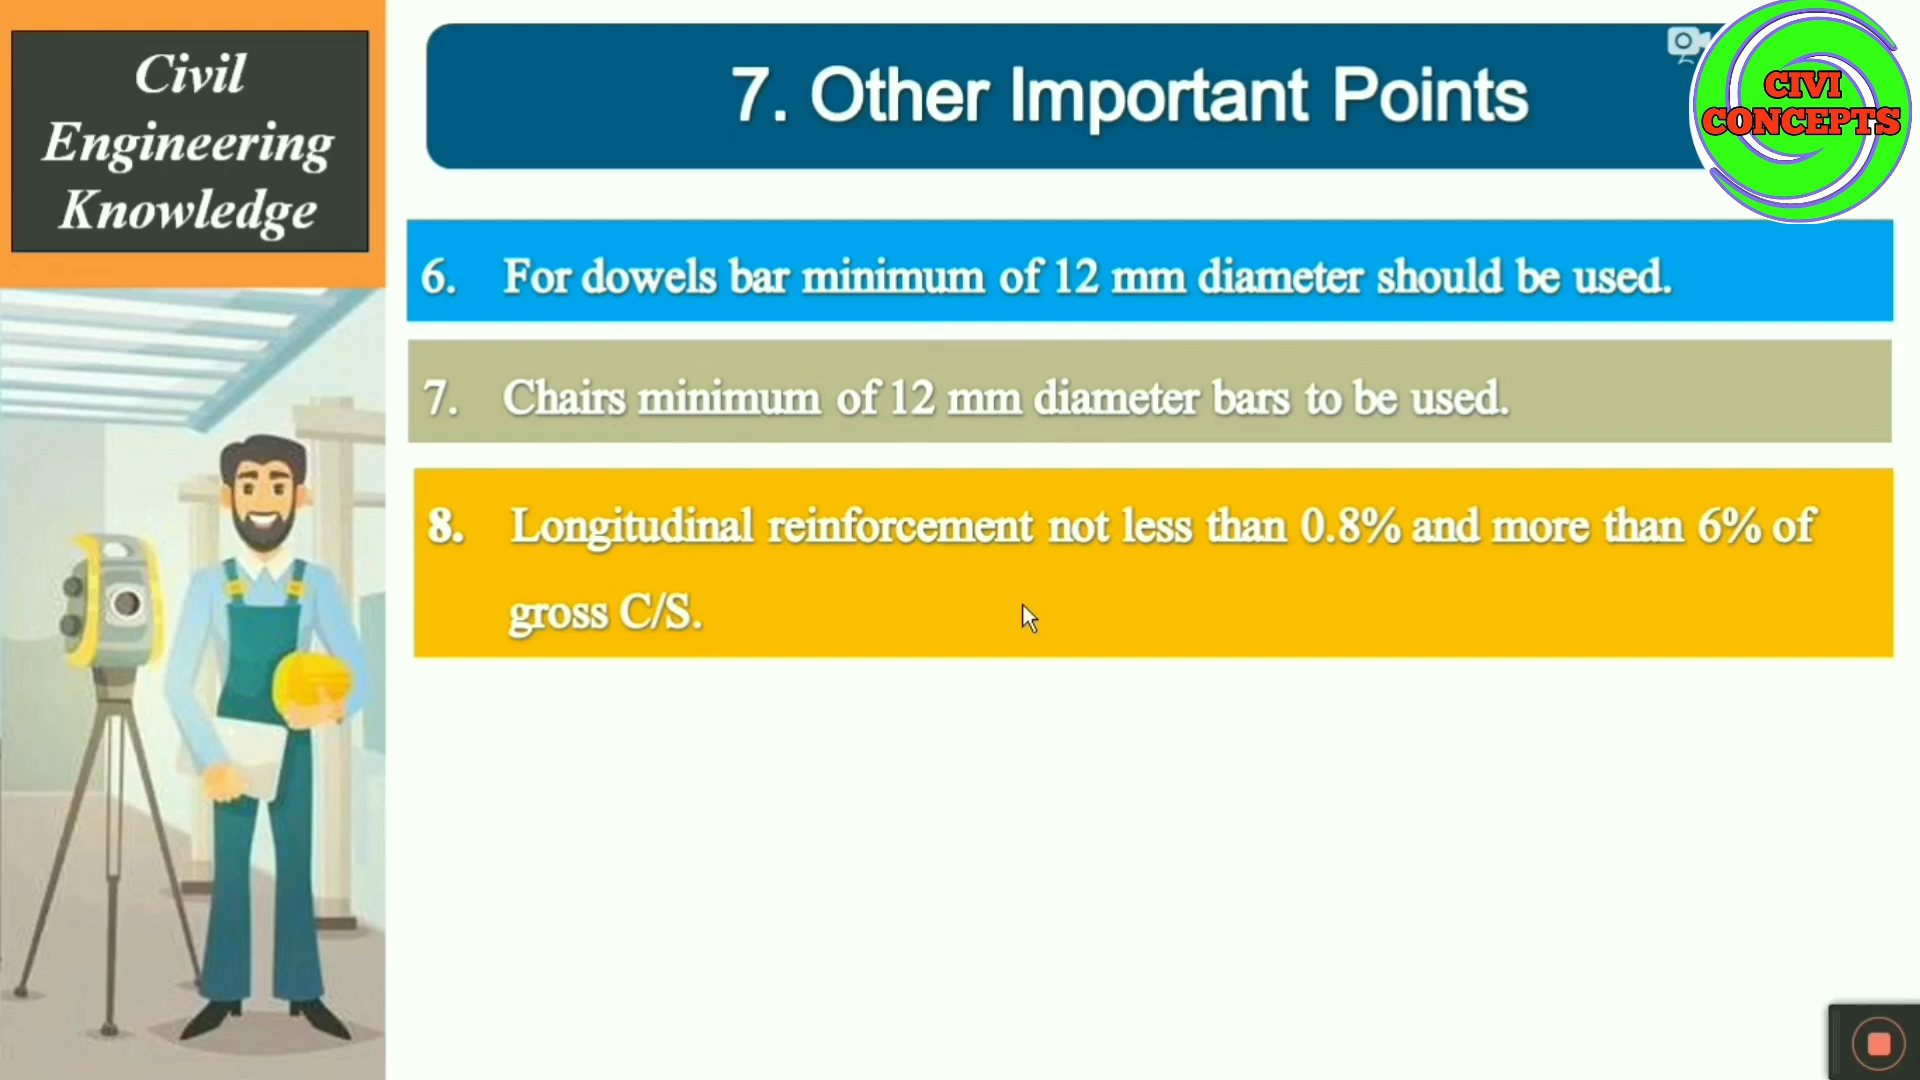 Civil
Engineering
Knowledge
7. Other Important Points
CIVI
CONCEPTS
6. For dowels bar minimum of 12 mm diameter should be used.
7. Chairs minimum of 12 mm diameter bars to be used.
8. Longitudinal reinforcement not less than 0.8% and more than 6% of
gross C/S.